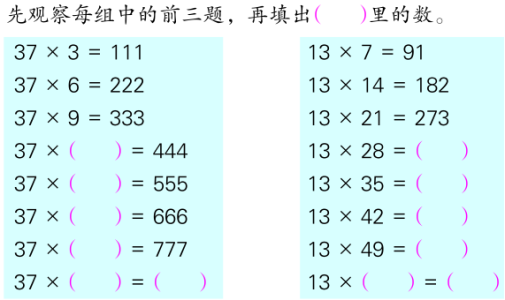 先观察每组中的前三题，再填出(　　)里的数。
37 × 3 = 111
37 × 6 = 222
37 × 9 = 333
37 × (　　) = 444
37 × (　　) = 555
37 × (　　) = 666
37 × (　　) = 777
37 × (　　) = (　　)
13 × 7 = 91
13 × 14 = 182
13 × 21 = 273
13 × 28 = (　　)
13 × 35 = (　　)
13 × 42 = (　　)
13 × 49 = (　　)
13 × (　　) = (　　)